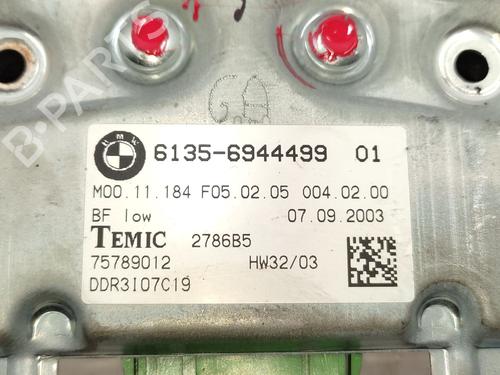 BMW
6135-6944499 01
M00.11.184 F05.02.05 004.02.00
BF low 07.09.2003
TEMIC 2786B5
75789012 HW32/03
DDR3I07C19
B-PARTS